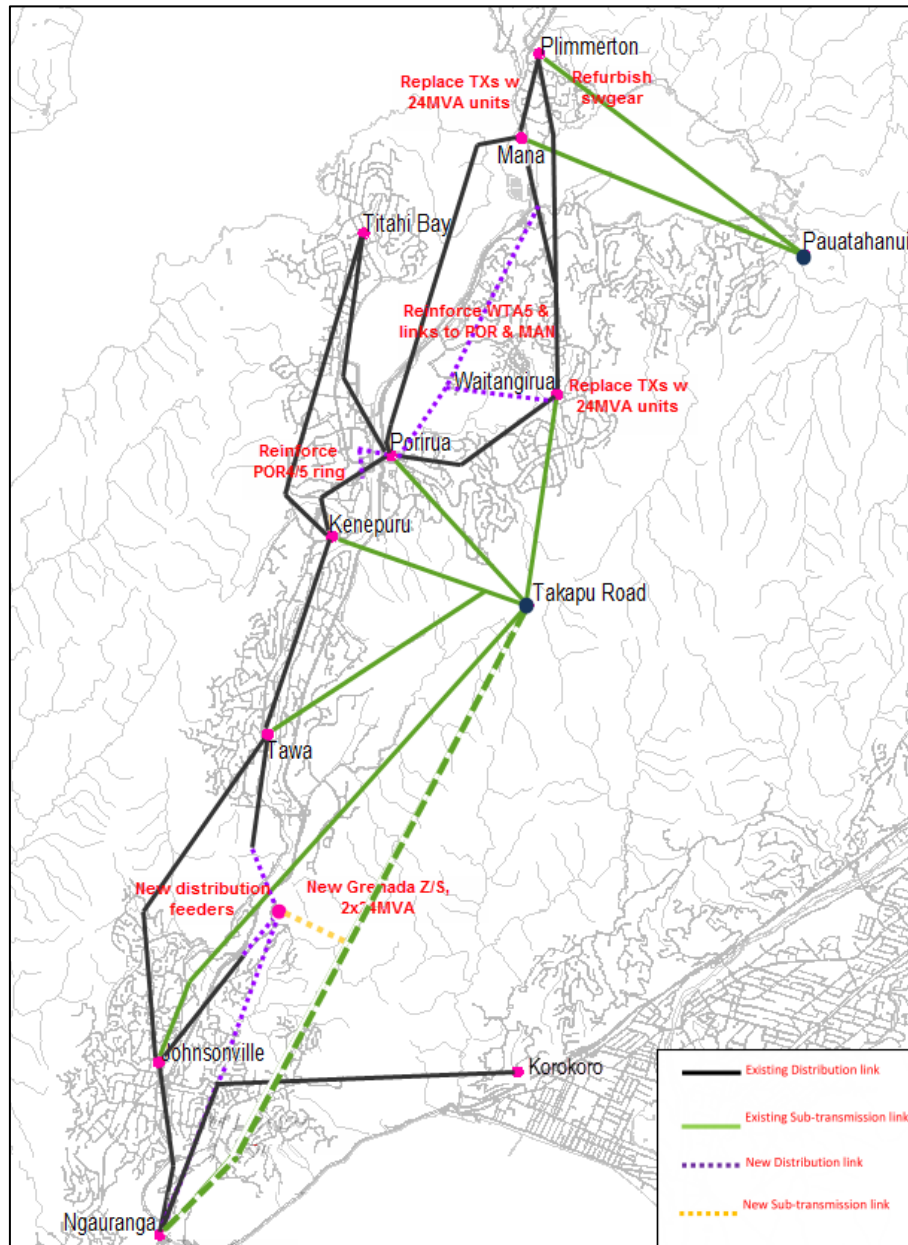 Plimmerton
Replace TXs w
24MVA units
Refurbish
swgear
Mana
Titahi Bay
Pauatahanui
Reinforce WTA5 &
links to POR & MAN
Waitangirua
Replace TXs w
24MVA units
Porirua
Reinforce
POR4/5 ring
Kenepuru
Takapu Road
Tawa
New distribution
feeders
New Grenada Z/S,
2x24MVA
Johnsonville
Korokoro
Ngauranga
Existing Distribution link
Existing Sub-transmission link
New Distribution link
New Sub-transmission link